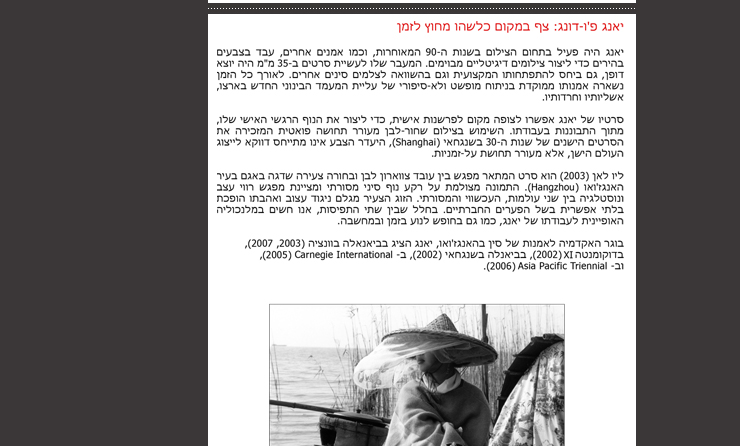 יאנג פ'ו-דונג: צף במקום כלשהו מחוץ לזמן
יאנג היה פעיל בתחום הצילום בשנות ה-90 המאוחרות, וכמו אמנים אחרים, עבד בצבעים
בהירים כדי ליצור צילומים דיגיטליים מבוימים. המעבר שלו לעשיית סרטים ב-35 מ"מ היה יוצא
דופן, גם ביחס להתפתחותו המקצועית וגם בהשוואה לצלמים סינים אחרים. לאורך כל הזמן
נשארה אמנותו ממוקדת בניתוח מופשט ולא-סיפורי של עליית המעמד הבינוני החדש בארצו,
אשליותיו וחרדותיו.
סרטיו של יאנג אפשרו לצופה מקום לפרשנות אישית, כדי ליצור את הנוף הרגשי האישי שלו,
מתוך התבוננות בעבודתו. השימוש בצילום שחור-לבן מעורר תחושה פואטית המזכירה את
הסרטים הישנים של שנות ה-30 בשנגחאי (Shanghai), היעדר הצבע אינו מתייחס דווקא לייצוג
העולם הישן, אלא מעורר תחושת על-זמניות.
ליו לאן (2003) הוא סרט המתאר מפגש בין עובד צווארון לבן ובחורה צעירה שדגה באגם בעיר
האנגז'ואו (Hangzhou). התמונה מצולמת על רקע נוף סיני מסורתי ומציינת מפגש רווי עצב
ונוסטלגיה בין שני עולמות, העכשווי והמסורתי. הזוג הצעיר מגלם ניגוד עצוב ואהבתו הופכת
בלתי אפשרית בשל הפערים החברתיים. בחלל שבין שתי התפיסות, אנו חשים במלנכוליה
האופיינית לעבודתו של יאנג, כמו גם בחופש לנוע בזמן ובמחשבה.
בוגר האקדמיה לאמנות של סין בהאנגז'ואו, יאנג הציג בביאנאלה בוונציה (2003, 2007),
בדוקומנטה XI (2002), בביאנלה בשנגחאי (2002), ב- Carnegie International (2005),
וב- Asia Pacific Triennial (2006).